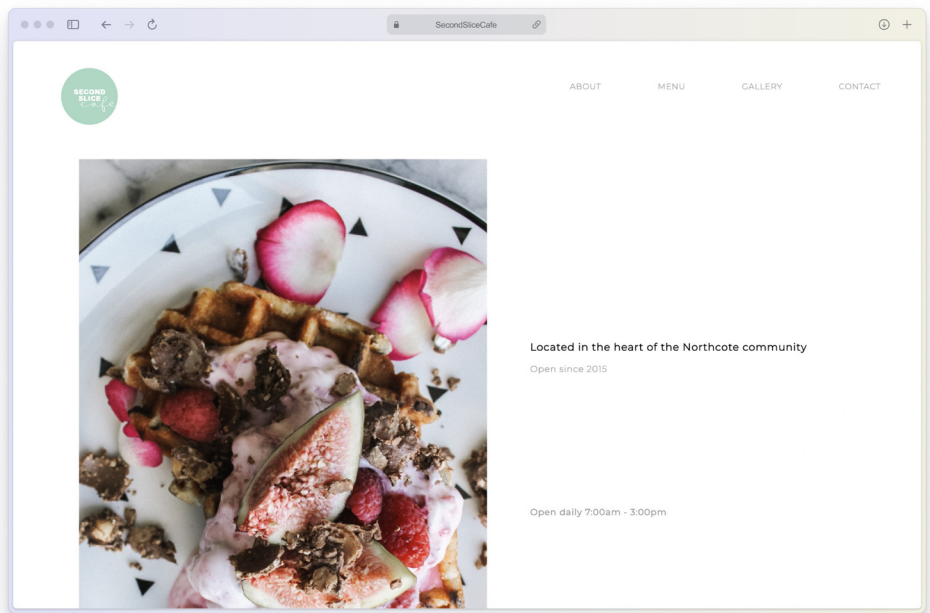 SecondSliceCafe
SECOND
SLICE
cafe
ABOUT MENU GALLERY CONTACT
Located in the heart of the Northcote community
Open since 2015
Open daily 7:00am - 3:00pm